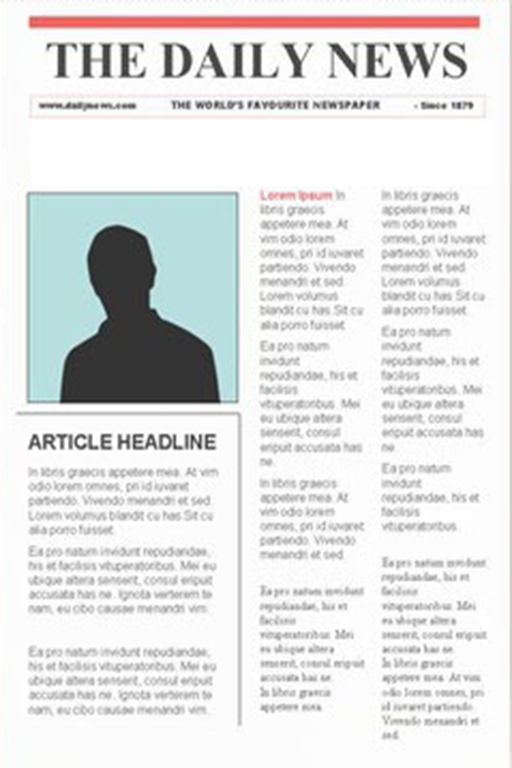 THE DAILY NEWS
www.dailynews.com THE WORLD'S FAVOURITE NEWSPAPER - Since 1879
ARTICLE HEADLINE
In libris graecis appetere mea. At vim
odio lorem omnes, pri id iuvaret
partiendo. Vivendo menandri et sed.
Lorem volumus blandit cu has.Sit cu
alia porro fuisset.
Ea pro natum invidunt repudiandae,
his et facilisis vituperatoribus. Mei eu
ubique altera senserit, consul eripuit
accusata has ne. Ignota verterem te
nam, eu cibo causae menandri vim.
Ea pro natum invidunt repudiandae,
his et facilisis vituperatoribus. Mei eu
ubique altera senserit, consul eripuit
accusata has ne. Ignota verterem te
nam, eu cibo causae menandri vim.
Lorem Ipsum In
libris graecis
appetere mea. At
vim odio lorem
omnes, pri id iuvaret
partiendo. Vivendo
menandri et sed.
Lorem volumus
blandit cu has.Sit cu
alia porro fuisset.
Ea pro natum
invidunt
repudiandae, his et
facilisis
vituperatoribus. Mei
eu ubique altera
senserit, consul
eripuit accusata has
ne.
In libris graecis
appetere mea. At
vim odio lorem
omnes, pri id iuvaret
partiendo. Vivendo
menandri et sed.
Ea pro natum invidunt
repudiandae, his et
facilisis
vituperatoribus. Mei
eu ubique altera
senserit, consul eripuit
accusata has ne.
In libris graecis
appetere mea.
In libris graecis
appetere mea. At
vim odio lorem
omnes, pri id iuvaret
partiendo. Vivendo
menandri et sed.
Lorem volumus
blandit cu has.Sit cu
alia porro fuisset.
Ea pro natum
invidunt
repudiandae, his et
facilisis
vituperatoribus. Mei
eu ubique altera
senserit, consul
eripuit accusata has
ne
Ea pro natum
invidunt
repudiandae, his et
facilisis
vituperatoribus.
Ea pro natum invidunt
repudiandae, his et
facilisis
vituperatoribus. Mei
eu ubique altera
senserit, consul eripuit
accusata has ne.
In libris graecis
appetere mea. At vim
odio lorem omnes, pri
id iuvaret partiendo.
Vivendo menandri et
sed.